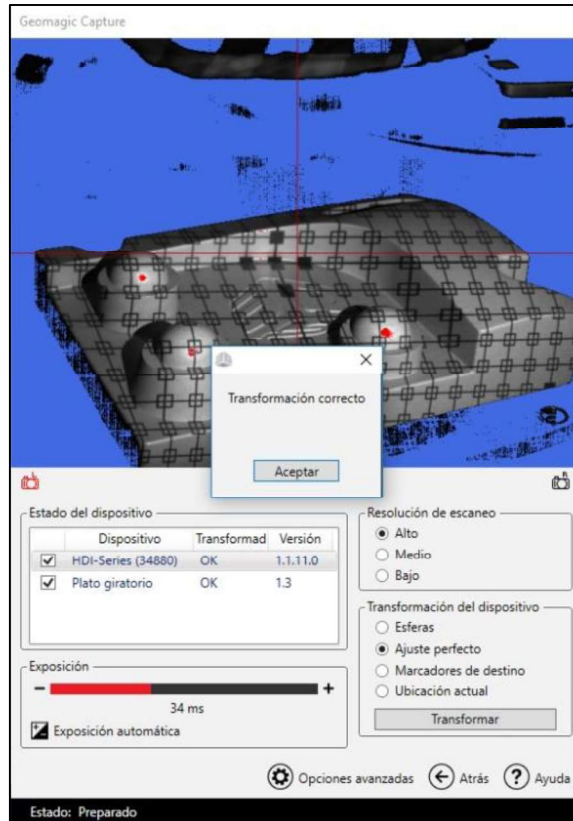 Geomagic Capture
Transformación correcto
Aceptar
Estado del dispositivo
Dispositivo Transformad Versión
HDI-Series (34880) OK 1.1.11.0
Plato giratorio OK 1.3
Exposición
34 ms
Exposición automática
Resolución de escaneo
Alto
Medio
Bajo
Transformación del dispositivo
Esferas
Ajuste perfecto
Marcadores de destino
Ubicación actual
Transformar
Opciones avanzadas Atrás Ayuda
Estado: Preparado